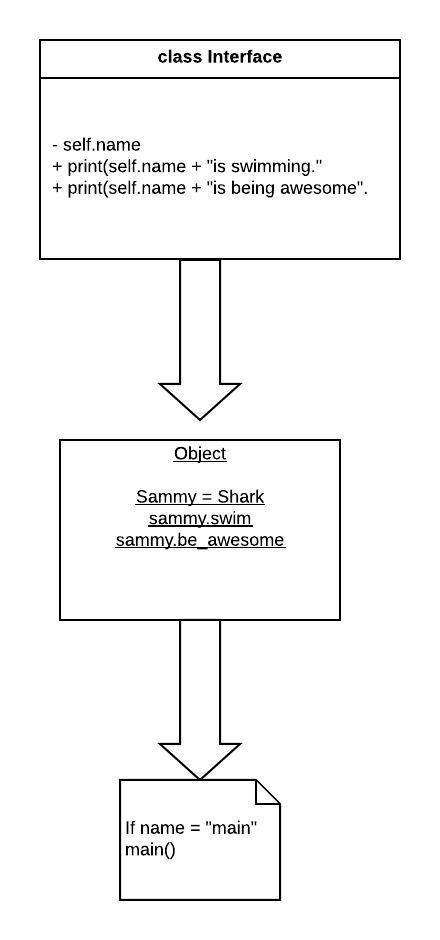 class Interface
- self.name
+ print(self.name + "is swimming."
+ print(self.name + "is being awesome".
Object
Sammy = Shark
sammy.swim
sammy.be_awesome
If name = "main"
main()